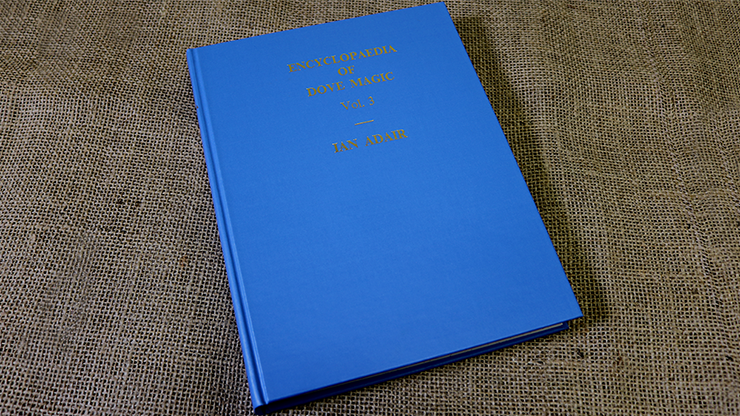 ENCYCLOPAEDIA
OF
DOVE MAGIC
Vol. 3
IAN ADAIR